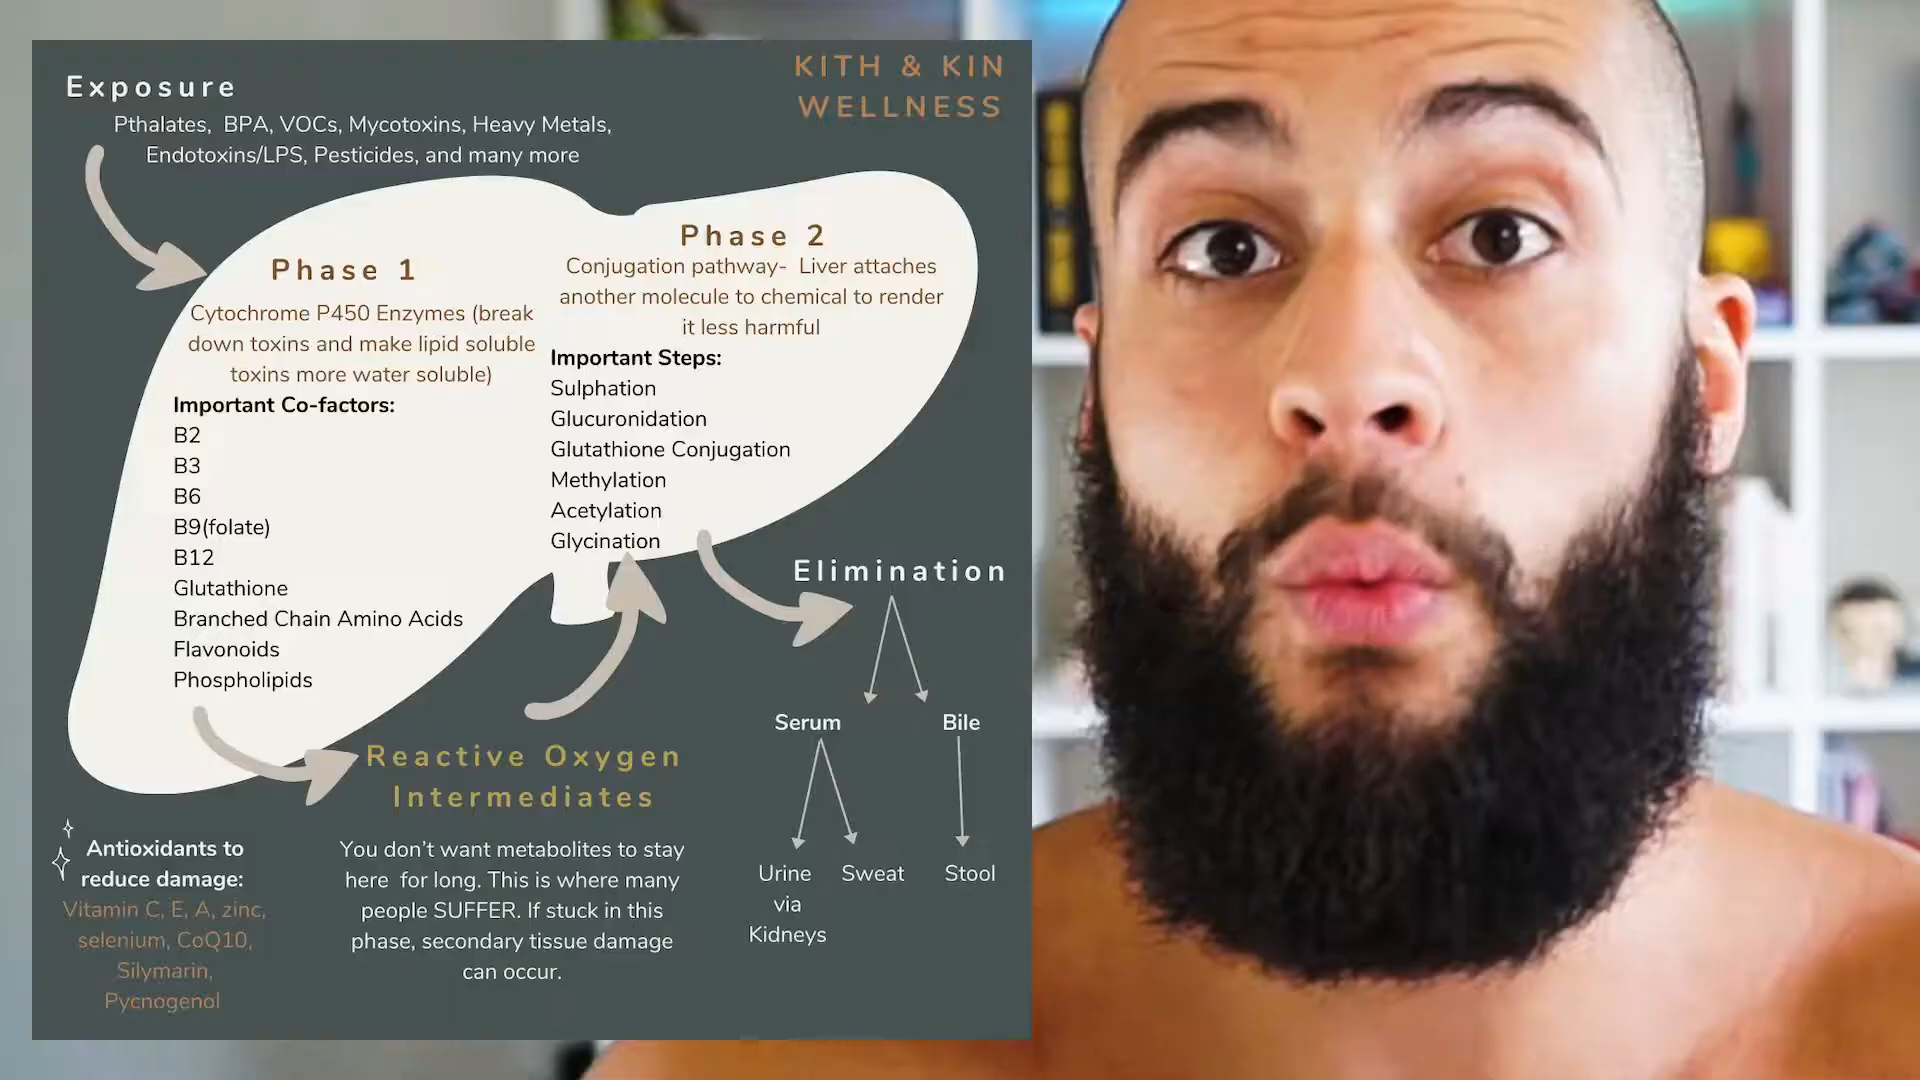 KITH & KIN
WELLNESS
Exposure
Pthalates, BPA, VOCs, Mycotoxins, Heavy Metals,
Endotoxins/LPS, Pesticides, and many more
Phase 1
Cytochrome P450 Enzymes (break
down toxins and make lipid soluble
toxins more water soluble)
Important Co-factors:
B2
B3
B6
B9(folate)
B12
Glutathione
Branched Chain Amino Acids
Flavonoids
Phospholipids
Phase 2
Conjugation pathway- Liver attaches
another molecule to chemical to render
it less harmful
Important Steps:
Sulphation
Glucuronidation
Glutathione Conjugation
Methylation
Acetylation
Glycination
Reactive Oxygen
Intermediates
You don't want metabolites to stay
here for long. This is where many
people SUFFER. If stuck in this
phase, secondary tissue damage
can occur.
Antioxidants to
reduce damage:
Vitamin C, E, A, zinc,
selenium, CoQ10,
Silymarin,
Pycnogenol
Elimination
Serum
Bile
Urine
via
Kidneys
Sweat
Stool